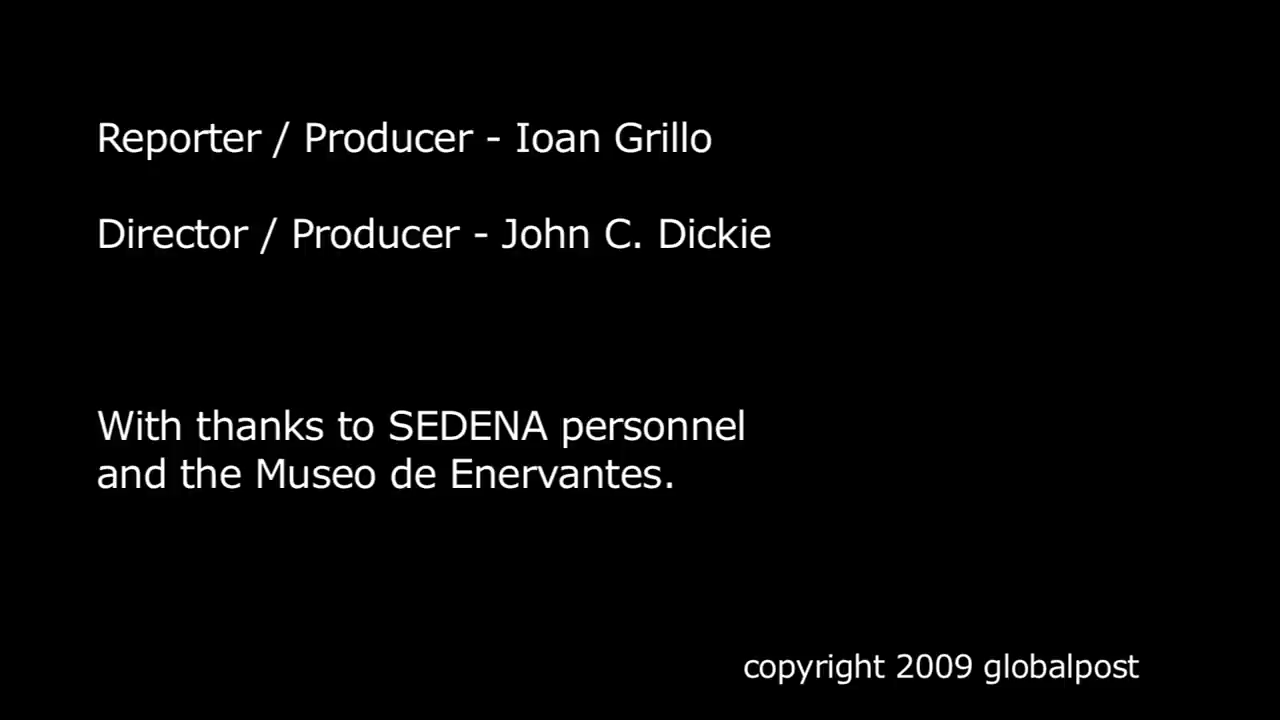 Reporter / Producer - Ioan Grillo
Director / Producer - John C. Dickie
With thanks to SEDENA personnel
and the Museo de Enervantes.
copyright 2009 globalpost